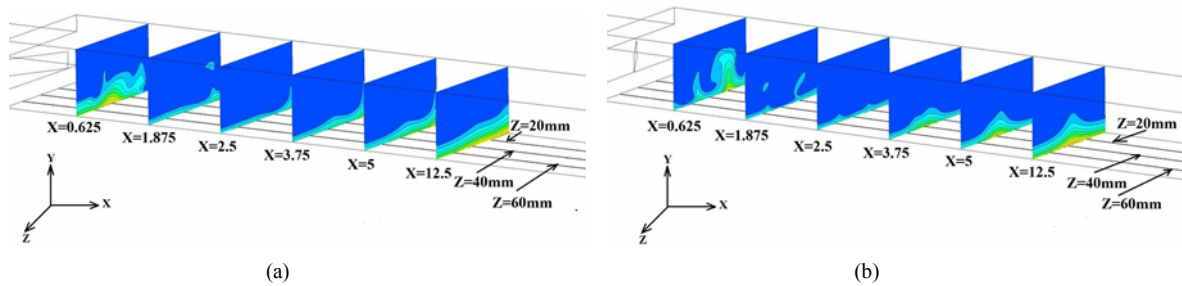 X=0.625
X=1.875
X=2.5
X=3.75
X=5
X=12.5
Z=20mm
Z=40mm
Z=60mm
Y
X
Z
(a)
X=0.625
X=1.875
X=2.5
X=3.75
X=5
X=12.5
Z=20mm
Z=40mm
Z=60mm
Y
X
Z
(b)